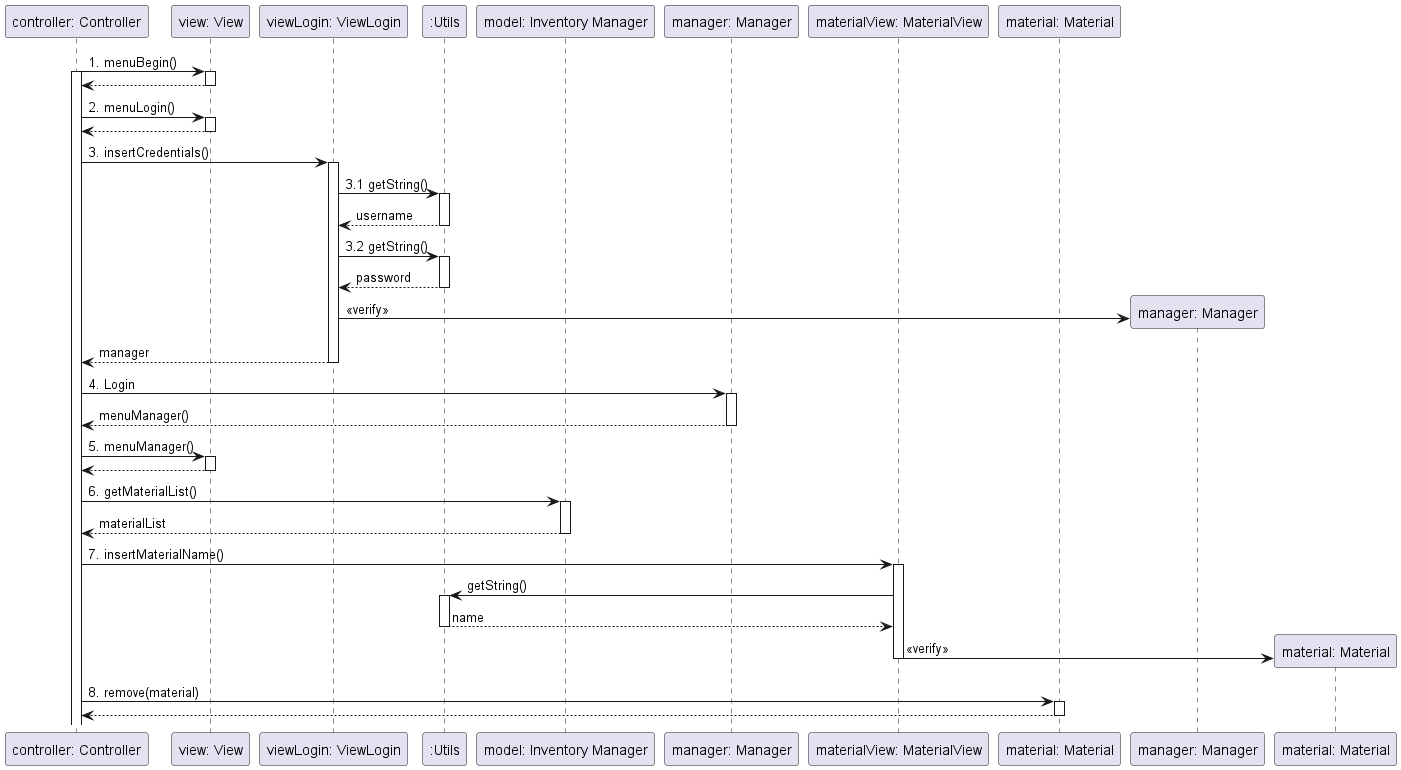 controller: Controller
view: View
viewLogin: ViewLogin
:Utils
model: Inventory Manager
manager: Manager
materialView: MaterialView
material: Material
1. menuBegin()
2. menuLogin()
3. insertCredentials()
3.1 getString()
username
3.2 getString()
password
«verify»
manager: Manager
manager
4. Login
menuManager()
5. menuManager()
6. getMaterialList()
materialList
7. insertMaterialName()
getString()
name
«verify»
material: Material
8. remove(material)
controller: Controller
view: View
viewLogin: ViewLogin
:Utils
model: Inventory Manager
manager: Manager
materialView: MaterialView
material: Material
manager: Manager
material: Material